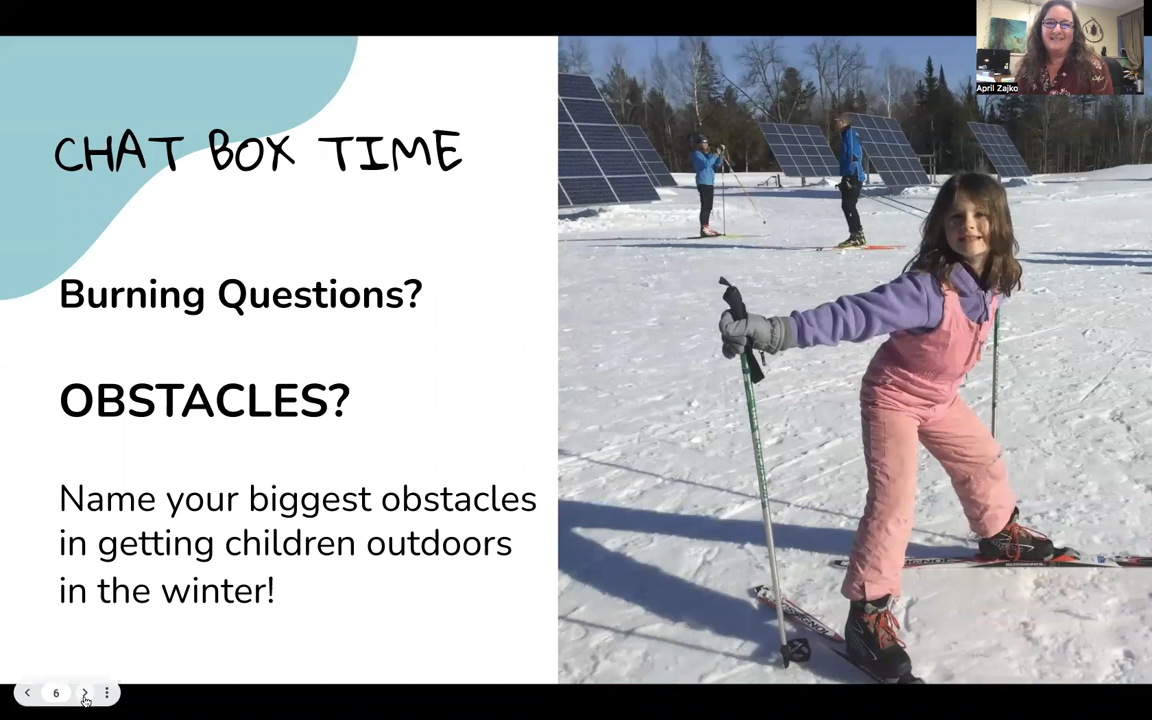 April Zajko
CHAT BOX TIME
Burning Questions?
OBSTACLES?
Name your biggest obstacles
in getting children outdoors
in the winter!
6